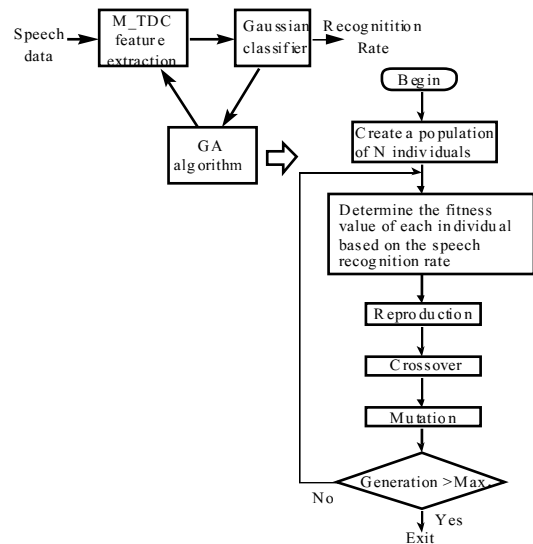 Speech
data
M_TDC
feature
extraction
Gaussian
classifier
Recognitition
Rate
GA
algorithm
Begin
Create a population
of N individuals
Determine the fitness
value of each individual
based on the speech
recognition rate
Reproduction
Crossover
Mutation
Generation >Max.
No
Yes
Exit